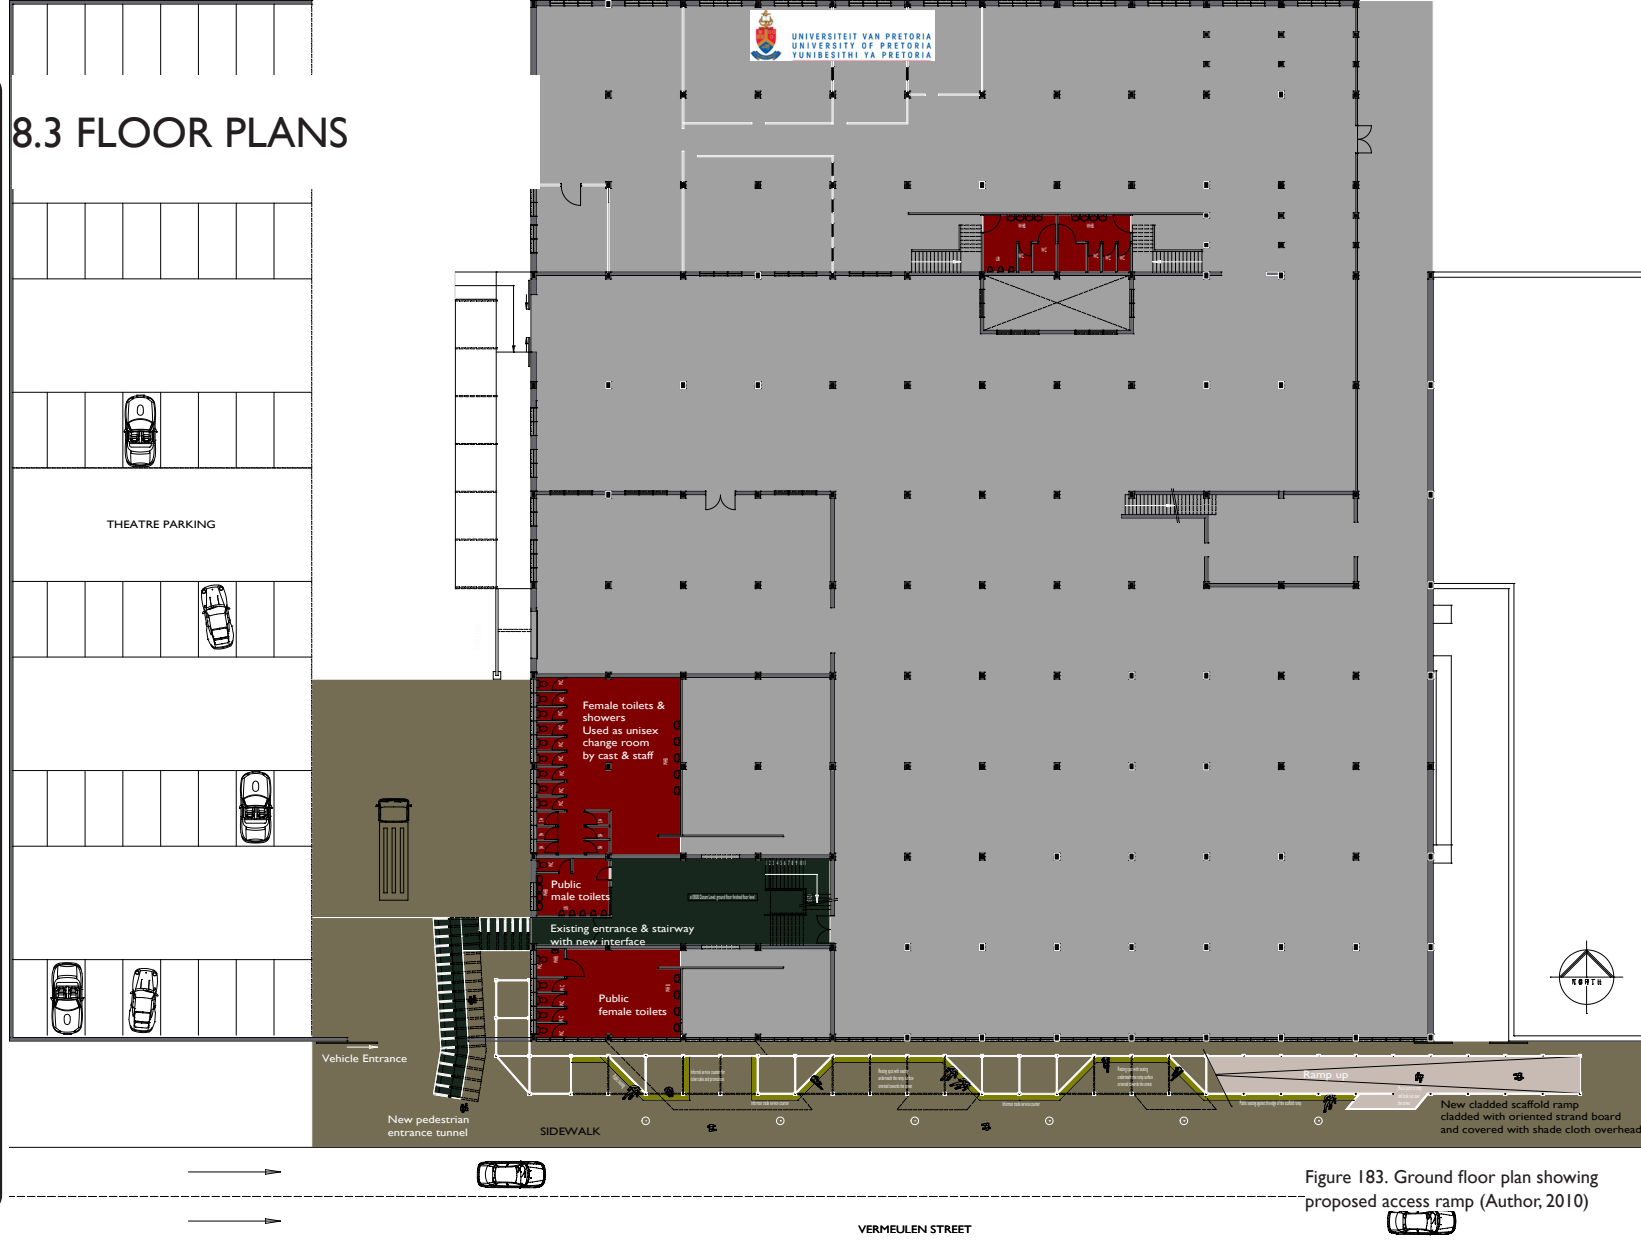 UNIVERSITEIT VAN PRETORIA
UNIVERSITY OF PRETORIA
YUNIBESITHI YA PRETORIA
8.3 FLOOR PLANS
THEATRE PARKING
Female toilets &
showers
Used as unisex
change room
by cast & staff
Public
male toilets
Existing entrance & stairway
with new interface
Public
female toilets
NORTH
Vehicle Entrance
Ramp up
New pedestrian
entrance tunnel
SIDEWALK
New cladded scaffold ramp
cladded with oriented strand board
and covered with shade cloth overhead
Figure 183. Ground floor plan showing
proposed access ramp (Author, 2010)
VERMEULEN STREET